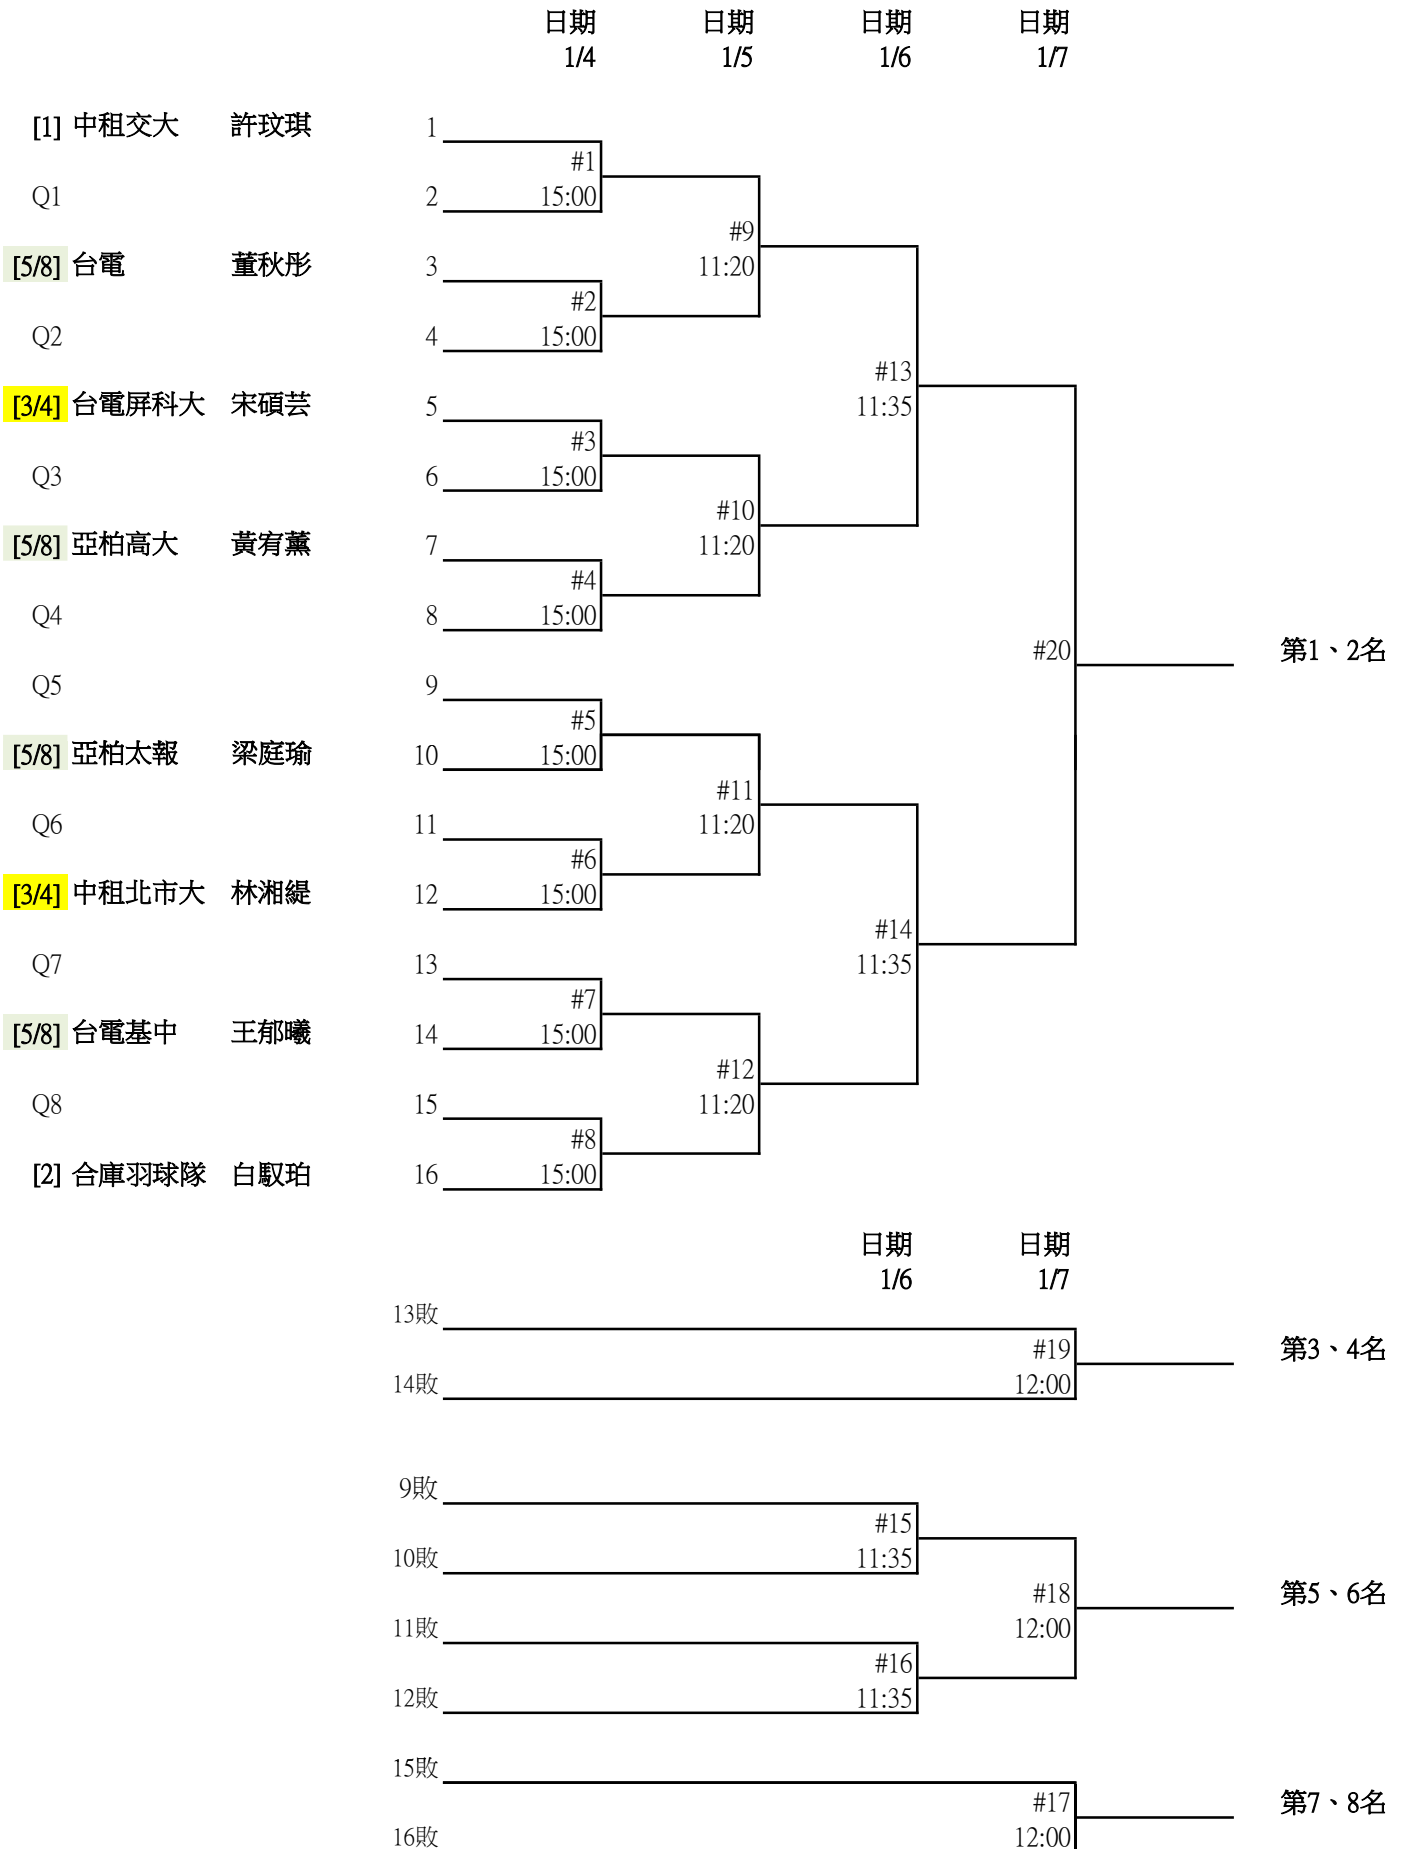 日期 日期 日期 日期
1/4 1/5 1/6 1/7
[1] 中租交大 許玟琪 1
#1
Q1 2 15:00
#9
[5/8] 台電 董秋彤 3 11:20
#2
Q2 4 15:00
#13
[3/4] 台電屏科大 宋碩芸 5 11:35
#3
Q3 6 15:00
#10
[5/8] 亞柏高大 黃宥薰 7 11:20
#4
Q4 8 15:00
#20 第1、2名
Q5 9
#5
[5/8] 亞柏太報 梁庭瑜 10 15:00
#11
Q6 11 11:20
#6
[3/4] 中租北市大 林湘緹 12 15:00
#14
Q7 13 11:35
#7
[5/8] 台電基中 王郁曦 14 15:00
#12
Q8 15 11:20
#8
[2] 合庫羽球隊 白馭珀 16 15:00
日期 日期
1/6 1/7
13敗
#19 第3、4名
14敗 12:00
9敗
#15
10敗 11:35
#18 第5、6名
11敗 12:00
#16
12敗 11:35
15敗
#17 第7、8名
16敗 12:00